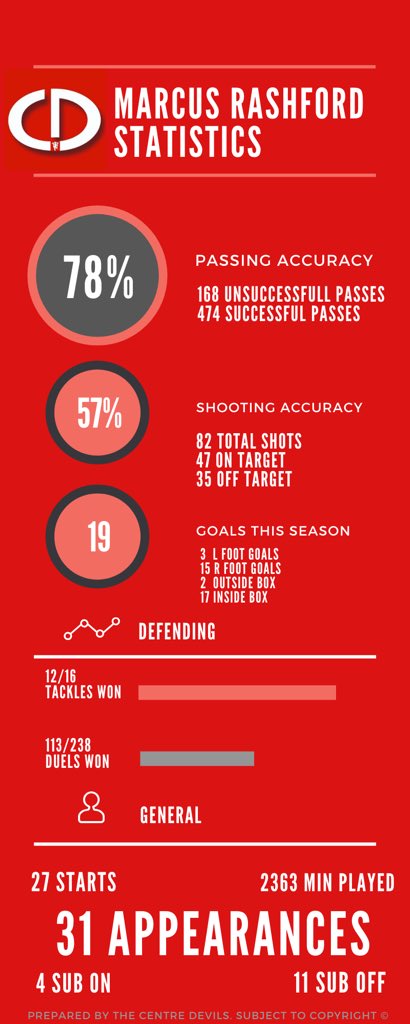 CD
MARCUS RASHFORD
STATISTICS
78%
PASSING ACCURACY
168 UNSUCCESSFULL PASSES
474 SUCCESSFUL PASSES
57%
SHOOTING ACCURACY
82 TOTAL SHOTS
47 ON TARGET
35 OFF TARGET
19
GOALS THIS SEASON
3 L FOOT GOALS
15 R FOOT GOALS
2 OUTSIDE BOX
17 INSIDE BOX
DEFENDING
12/16
TACKLES WON
113/238
DUELS WON
GENERAL
27 STARTS
2363 MIN PLAYED
31 APPEARANCES
4 SUB ON
11 SUB OFF
PREPARED BY THE CENTRE DEVILS. SUBJECT TO COPYRIGHT ©